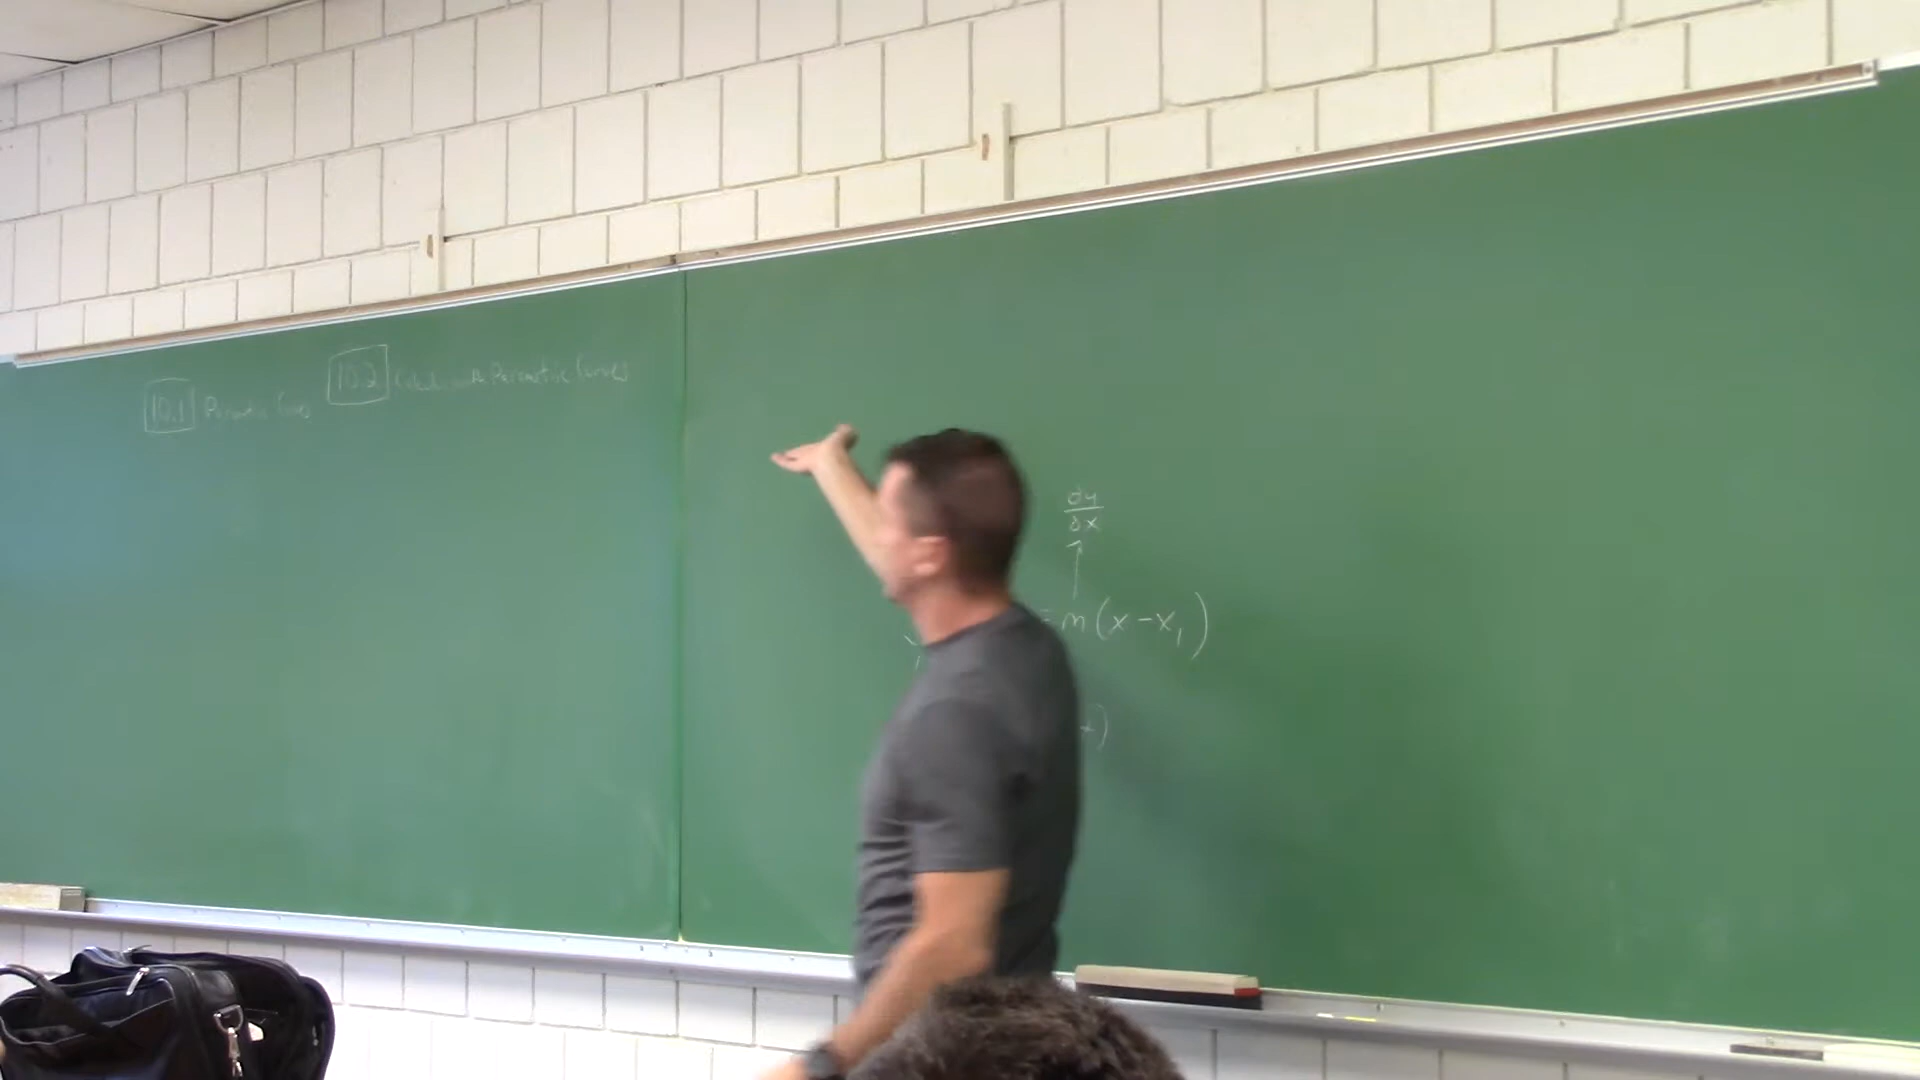 10.1 Parametric Curves
10.2 Calculus with Parametric Curves
dy
dx
= m(x - x₁)